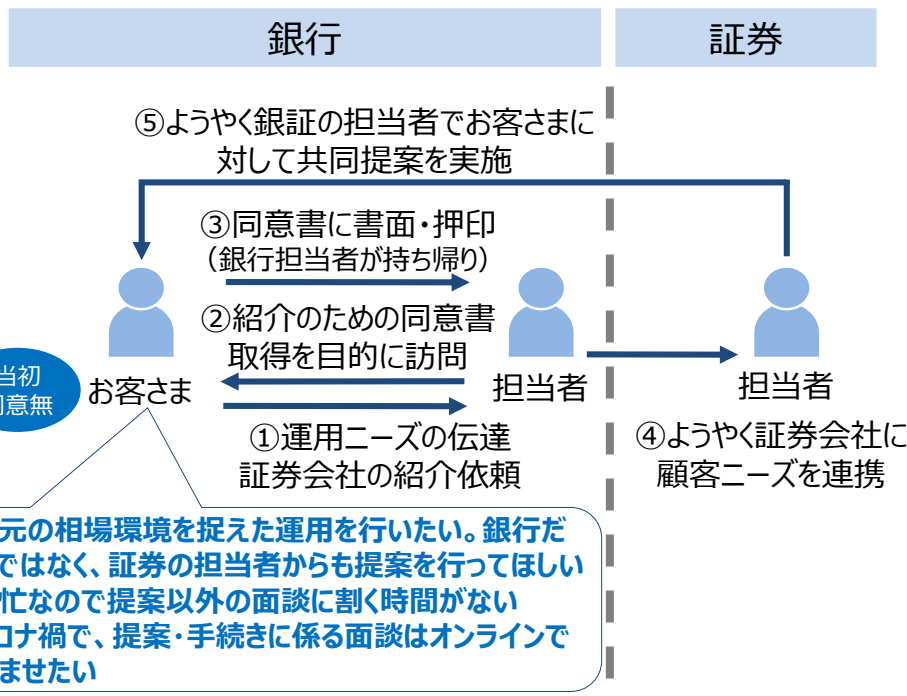 銀行
証券
⑤ようやく銀証の担当者でお客さまに
対して共同提案を実施
③同意書に書面・押印
（銀行担当者が持ち帰り）
②紹介のための同意書
取得を目的に訪問
当初
同意無
お客さま
担当者
担当者
①運用ニーズの伝達
証券会社の紹介依頼
④ようやく証券会社に
顧客ニーズを連携
元の相場環境を捉えた運用を行いたい。銀行だ
ではなく、証券の担当者からも提案を行ってほしい
忙なので提案以外の面談に割く時間がない
ロナ禍で、提案・手続きに係る面談はオンラインで
ませたい